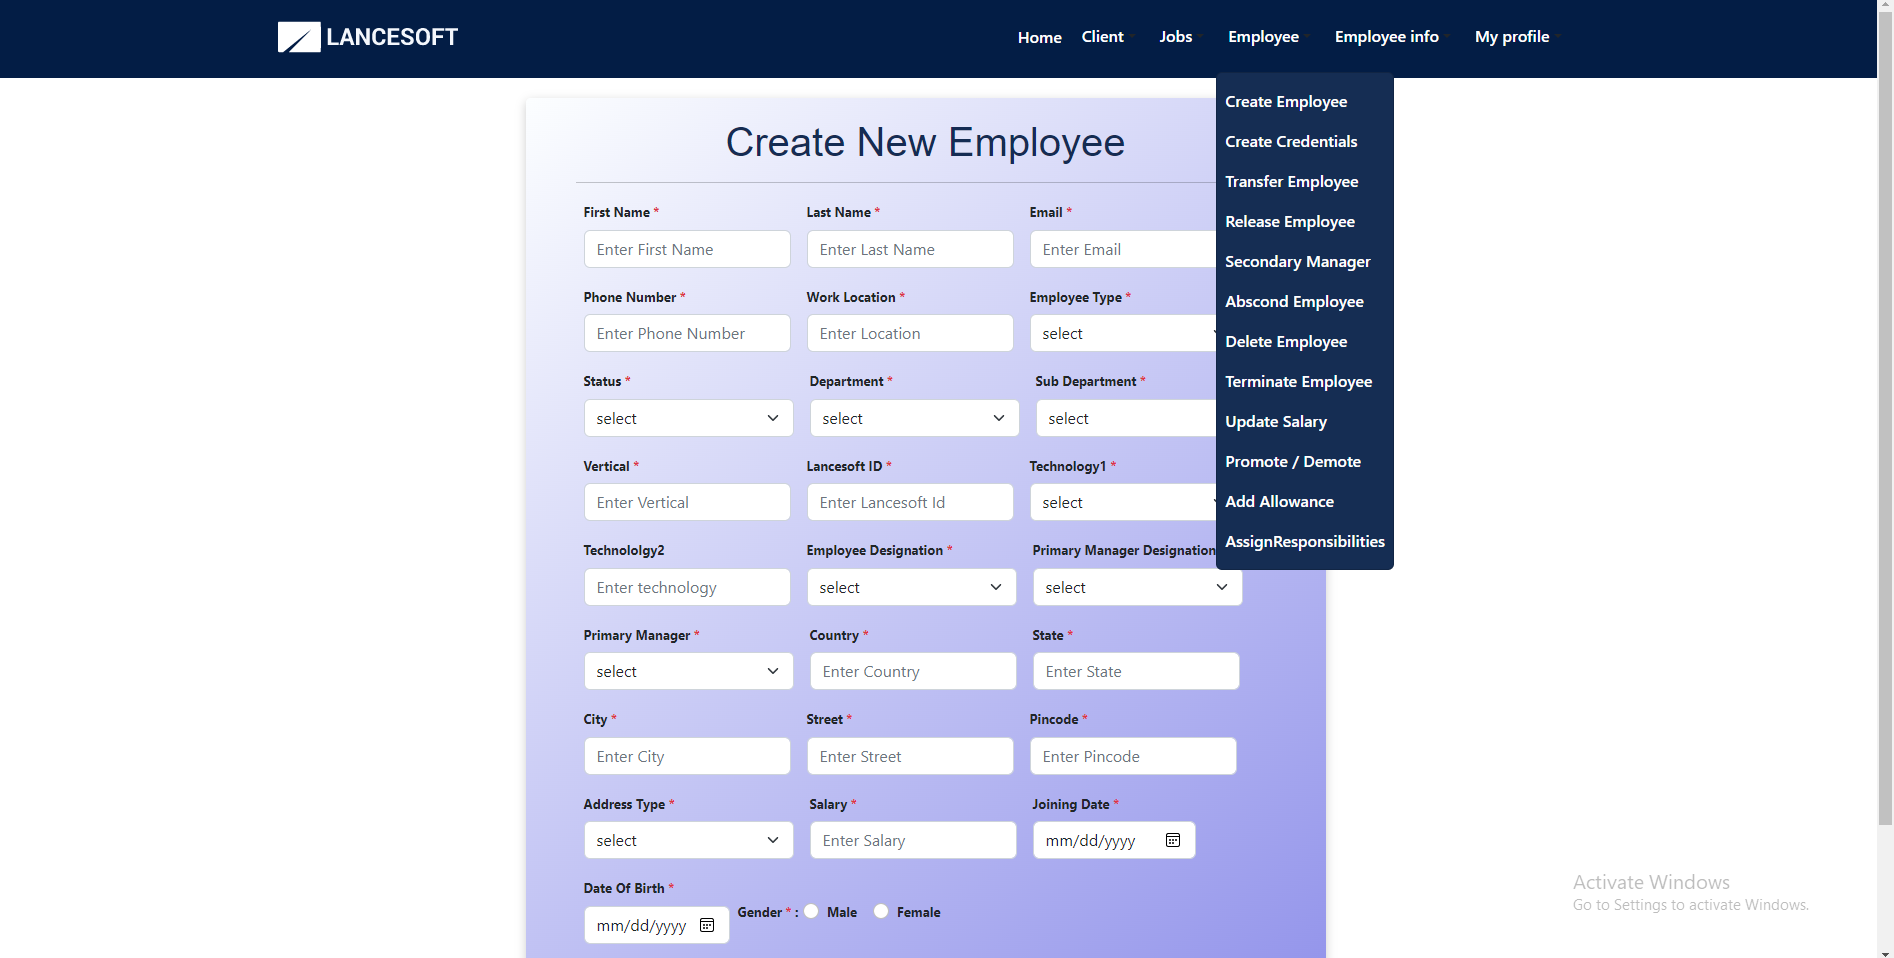 LANCESOFT
Home Client Jobs Employee Employee info My profile
Create Employee
Create Credentials
Transfer Employee
Release Employee
Secondary Manager
Abscond Employee
Delete Employee
Terminate Employee
Update Salary
Promote / Demote
Add Allowance
AssignResponsibilities
Create New Employee
First Name * Last Name * Email *
Enter First Name Enter Last Name Enter Email
Phone Number * Work Location * Employee Type *
Enter Phone Number Enter Location select
Status * Department * Sub Department *
select select select
Vertical * Lancesoft ID * Technology1 *
Enter Vertical Enter Lancesoft Id select
Technololgy2 Employee Designation * Primary Manager Designation
Enter technology select select
Primary Manager * Country * State *
select Enter Country Enter State
City * Street * Pincode *
Enter City Enter Street Enter Pincode
Address Type * Salary * Joining Date *
select Enter Salary mm/dd/yyyy
Date Of Birth *
mm/dd/yyyy Gender * : Male Female
Activate Windows
Go to Settings to activate Windows.